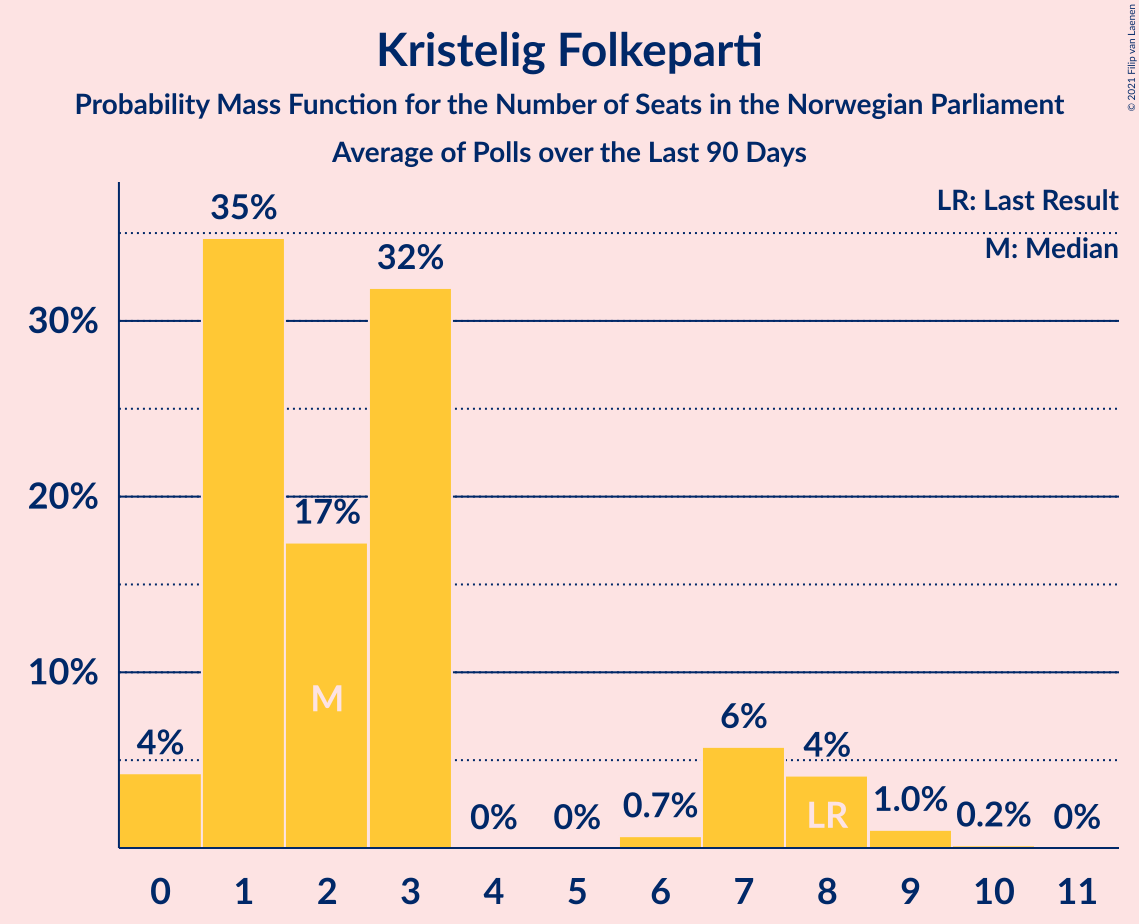 Kristelig Folkeparti
Probability Mass Function for the Number of Seats in the Norwegian Parliament
Average of Polls over the Last 90 Days
© 2021 Filip van Laenen
LR: Last Result
M: Median
35%
32%
30%
20%
17%
10%
M
6%
4%
4%
LR
0%
0%
0.7%
1.0%
0.2%
0%
0 1 2 3 4 5 6 7 8 9 10 11